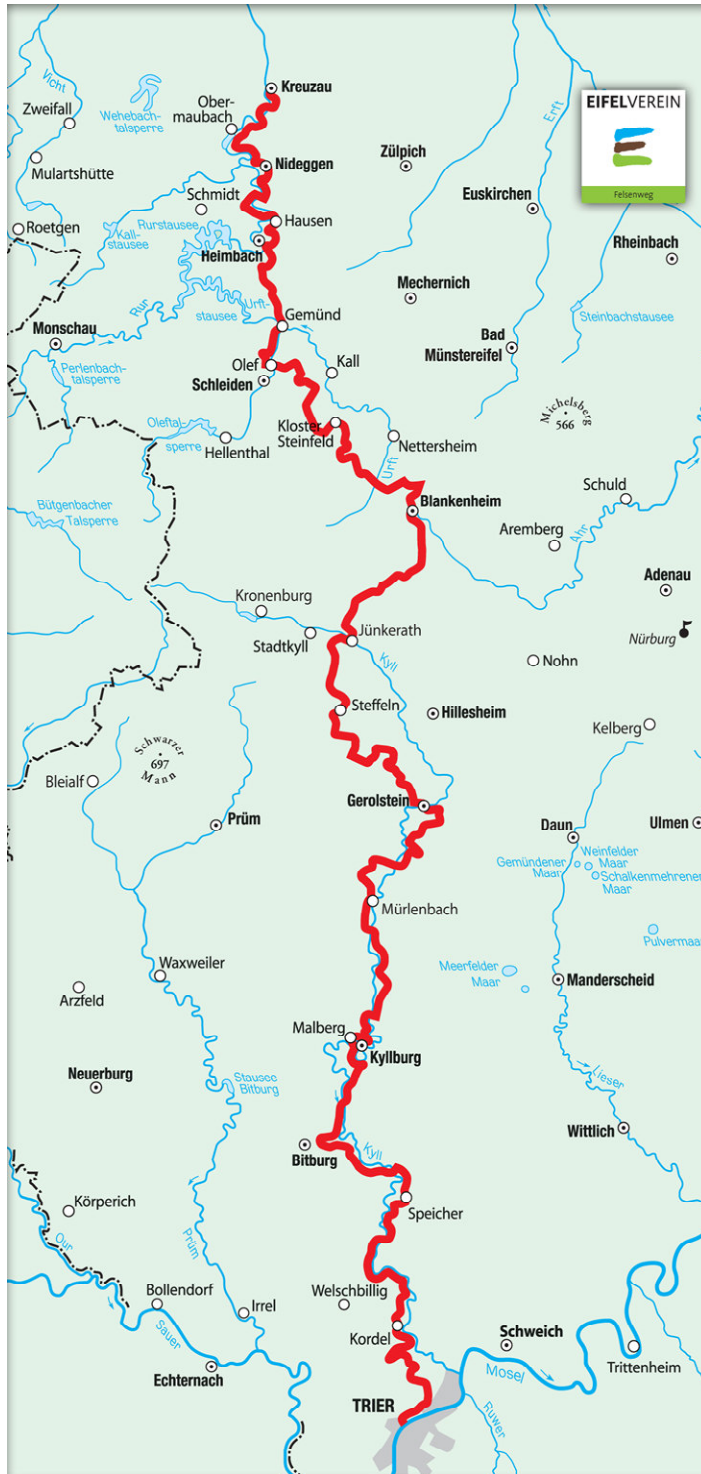 Vicht
Kreuzau
Zweifall
Wehebach-
talsperre
Ober-
maubach
EIFELVEREIN
Felsenweg
Erft
Mulartshütte
Nideggen
Zülpich
Schmidt
Euskirchen
Roetgen
Kall-
stausee
Rurstausee
Hausen
Heimbach
Rheinbach
Mechernich
Rur
Urft-
stausee
Gemünd
Steinbachstausee
Monschau
Bad
Münstereifel
Perlenbach-
talsperre
Olef
Kall
Schleiden
Michelsberg
566
Oleftal-
sperre
Kloster
Steinfeld
Hellenthal
Nettersheim
Urft
Bütgenbacher
Talsperre
Schuld
Blankenheim
Aremberg
Ahr
Adenau
Kronenburg
Stadtkyll
Jünkerath
Nürburg
Kyll
Nohn
Steffeln
Hillesheim
Kelberg
Schwarzer
697
Mann
Bleialf
Gerolstein
Prüm
Daun
Ulmen
Gemündener
Maar
Weinfelder
Maar
Schalkenmehrener
Maar
Mürlenbach
Pulvermaar
Waxweiler
Meerfelder
Maar
Manderscheid
Arzfeld
Malberg
Kyllburg
Neuerburg
Stausee
Bitburg
Lieser
Wittlich
Bitburg
Kyll
Körperich
Speicher
Our
Prüm
Bollendorf
Irrel
Welschbillig
Sauer
Kordel
Schweich
Echternach
Mosel
Trittenheim
TRIER
Ruwer